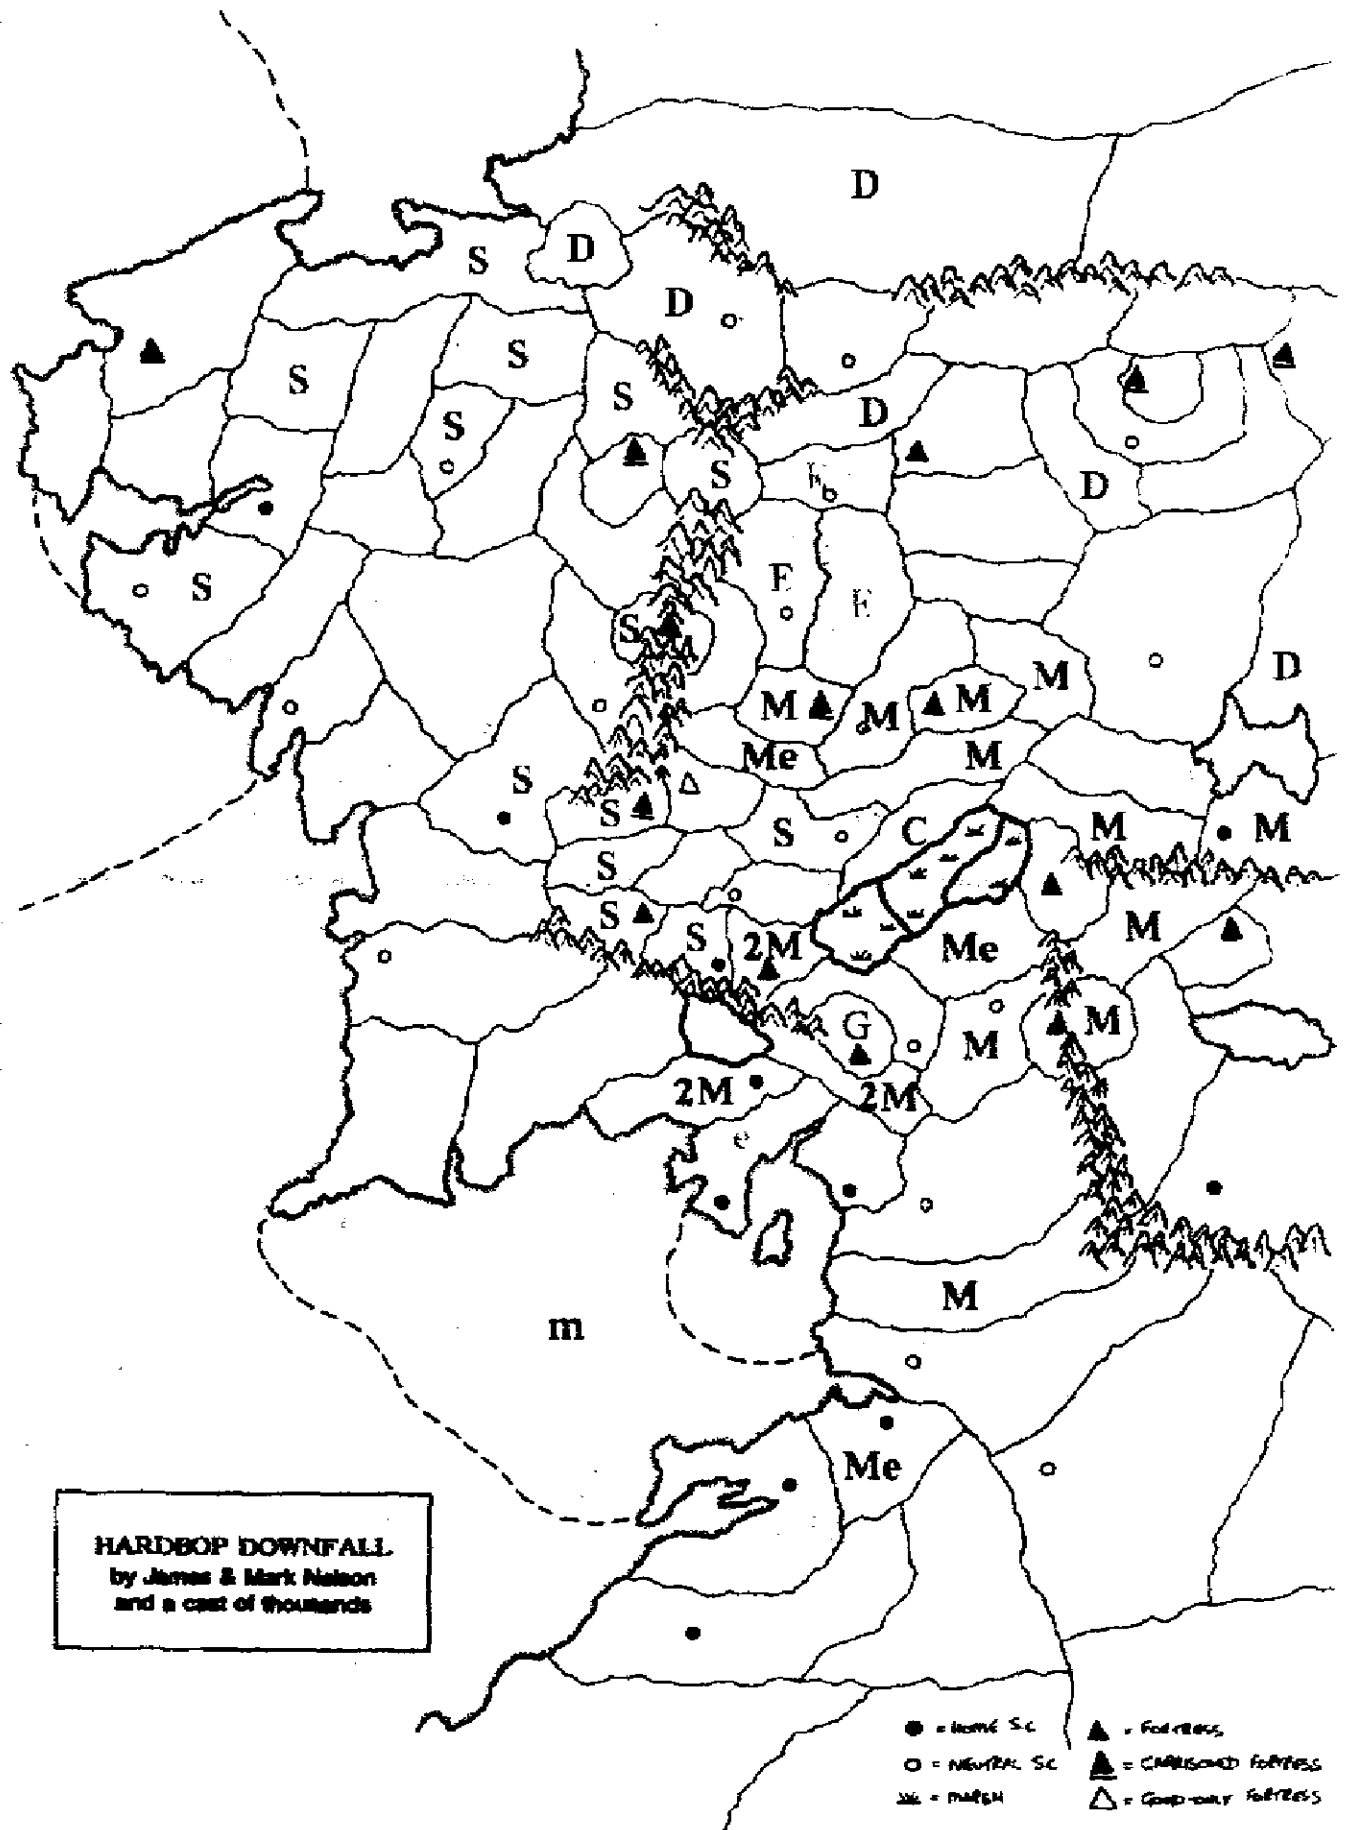 D
S
D
D
S
S
S
D
S
S
E
D
S
E
E
S
M
D
M
M
M
Me
M
S
S
S
C
M
M
S
S
S
2M
Me
M
G
M
M
2M
2M
e
M
m
Me
HARDBOP DOWNFALL
by James & Mark Nelson
and a cast of thousands
= HOME S.C
= FORTRESS
= NEUTRAL S.C
= GARRISONED FORTRESS
= MARSH
= GOOD-ONLY FORTRESS